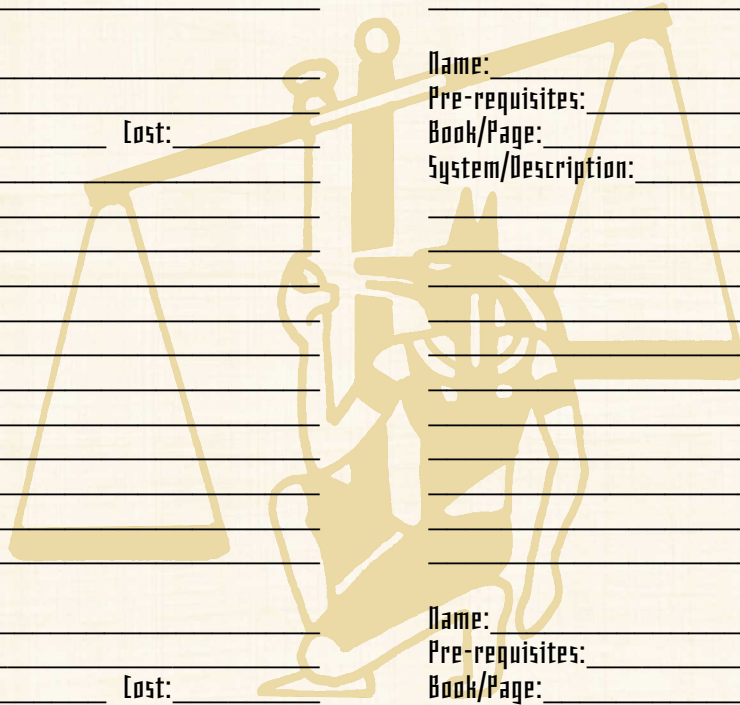 Cost:
Cost:
Name:
Pre-requisites:
Book/Page:
System/Description:
Name:
Pre-requisites:
Book/Page: